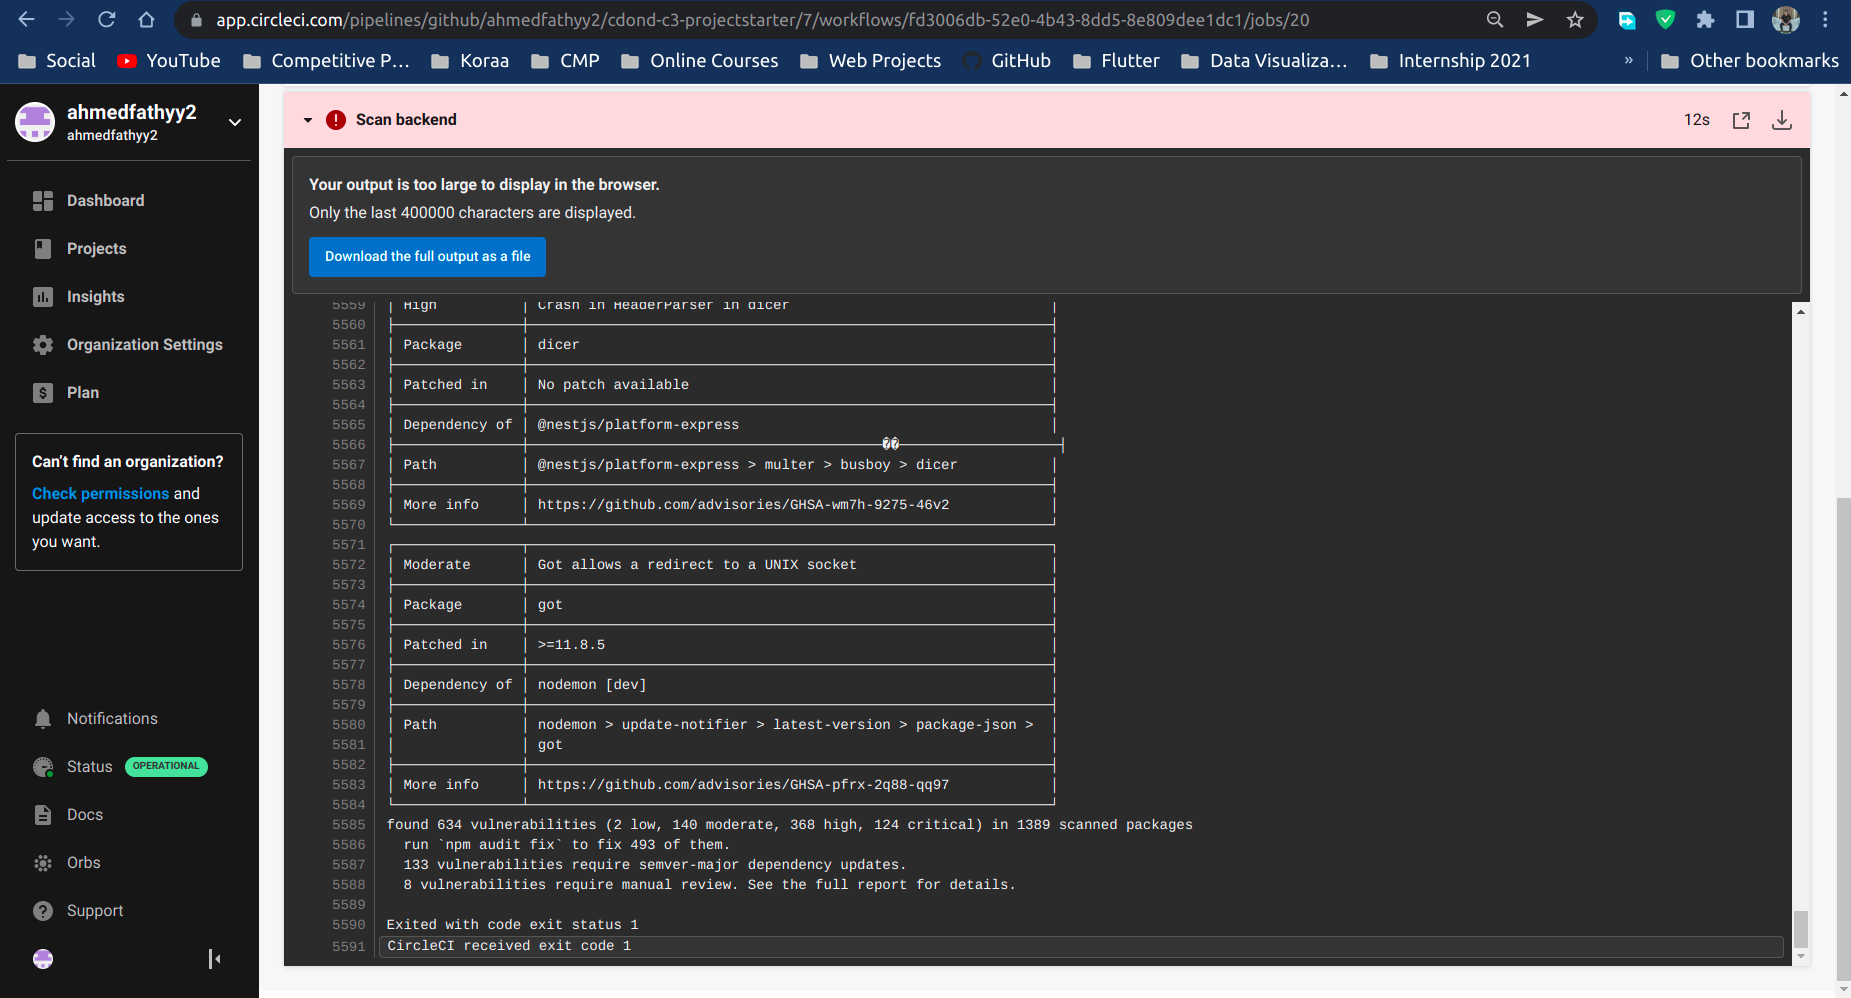 app.circleci.com/pipelines/github/ahmedfathyy2/cdond-c3-projectstarter/7/workflows/fd3006db-52e0-4b43-8dd5-8e809dee1dc1/jobs/20
Social YouTube Competitive P... Koraa CMP Online Courses Web Projects GitHub Flutter Data Visualiza... Internship 2021 » Other bookmarks
ahmedfathyy2
ahmedfathyy2
Dashboard
Projects
Insights
Organization Settings
Plan
Can't find an organization?
Check permissions and
update access to the ones
you want.
Notifications
Status OPERATIONAL
Docs
Orbs
Support
Scan backend 12s
Your output is too large to display in the browser.
Only the last 400000 characters are displayed.
Download the full output as a file
5559 High Crash in HeaderParser in dicer
5560
5561 Package dicer
5562
5563 Patched in No patch available
5564
5565 Dependency of @nestjs/platform-express
5566 ��
5567 Path @nestjs/platform-express > multer > busboy > dicer
5568
5569 More info https://github.com/advisories/GHSA-wm7h-9275-46v2
5570
5571
5572 Moderate Got allows a redirect to a UNIX socket
5573
5574 Package got
5575
5576 Patched in >=11.8.5
5577
5578 Dependency of nodemon [dev]
5579
5580 Path nodemon > update-notifier > latest-version > package-json >
5581 got
5582
5583 More info https://github.com/advisories/GHSA-pfrx-2q88-qq97
5584
5585 found 634 vulnerabilities (2 low, 140 moderate, 368 high, 124 critical) in 1389 scanned packages
5586 run `npm audit fix` to fix 493 of them.
5587 133 vulnerabilities require semver-major dependency updates.
5588 8 vulnerabilities require manual review. See the full report for details.
5589
5590 Exited with code exit status 1
5591 CircleCI received exit code 1